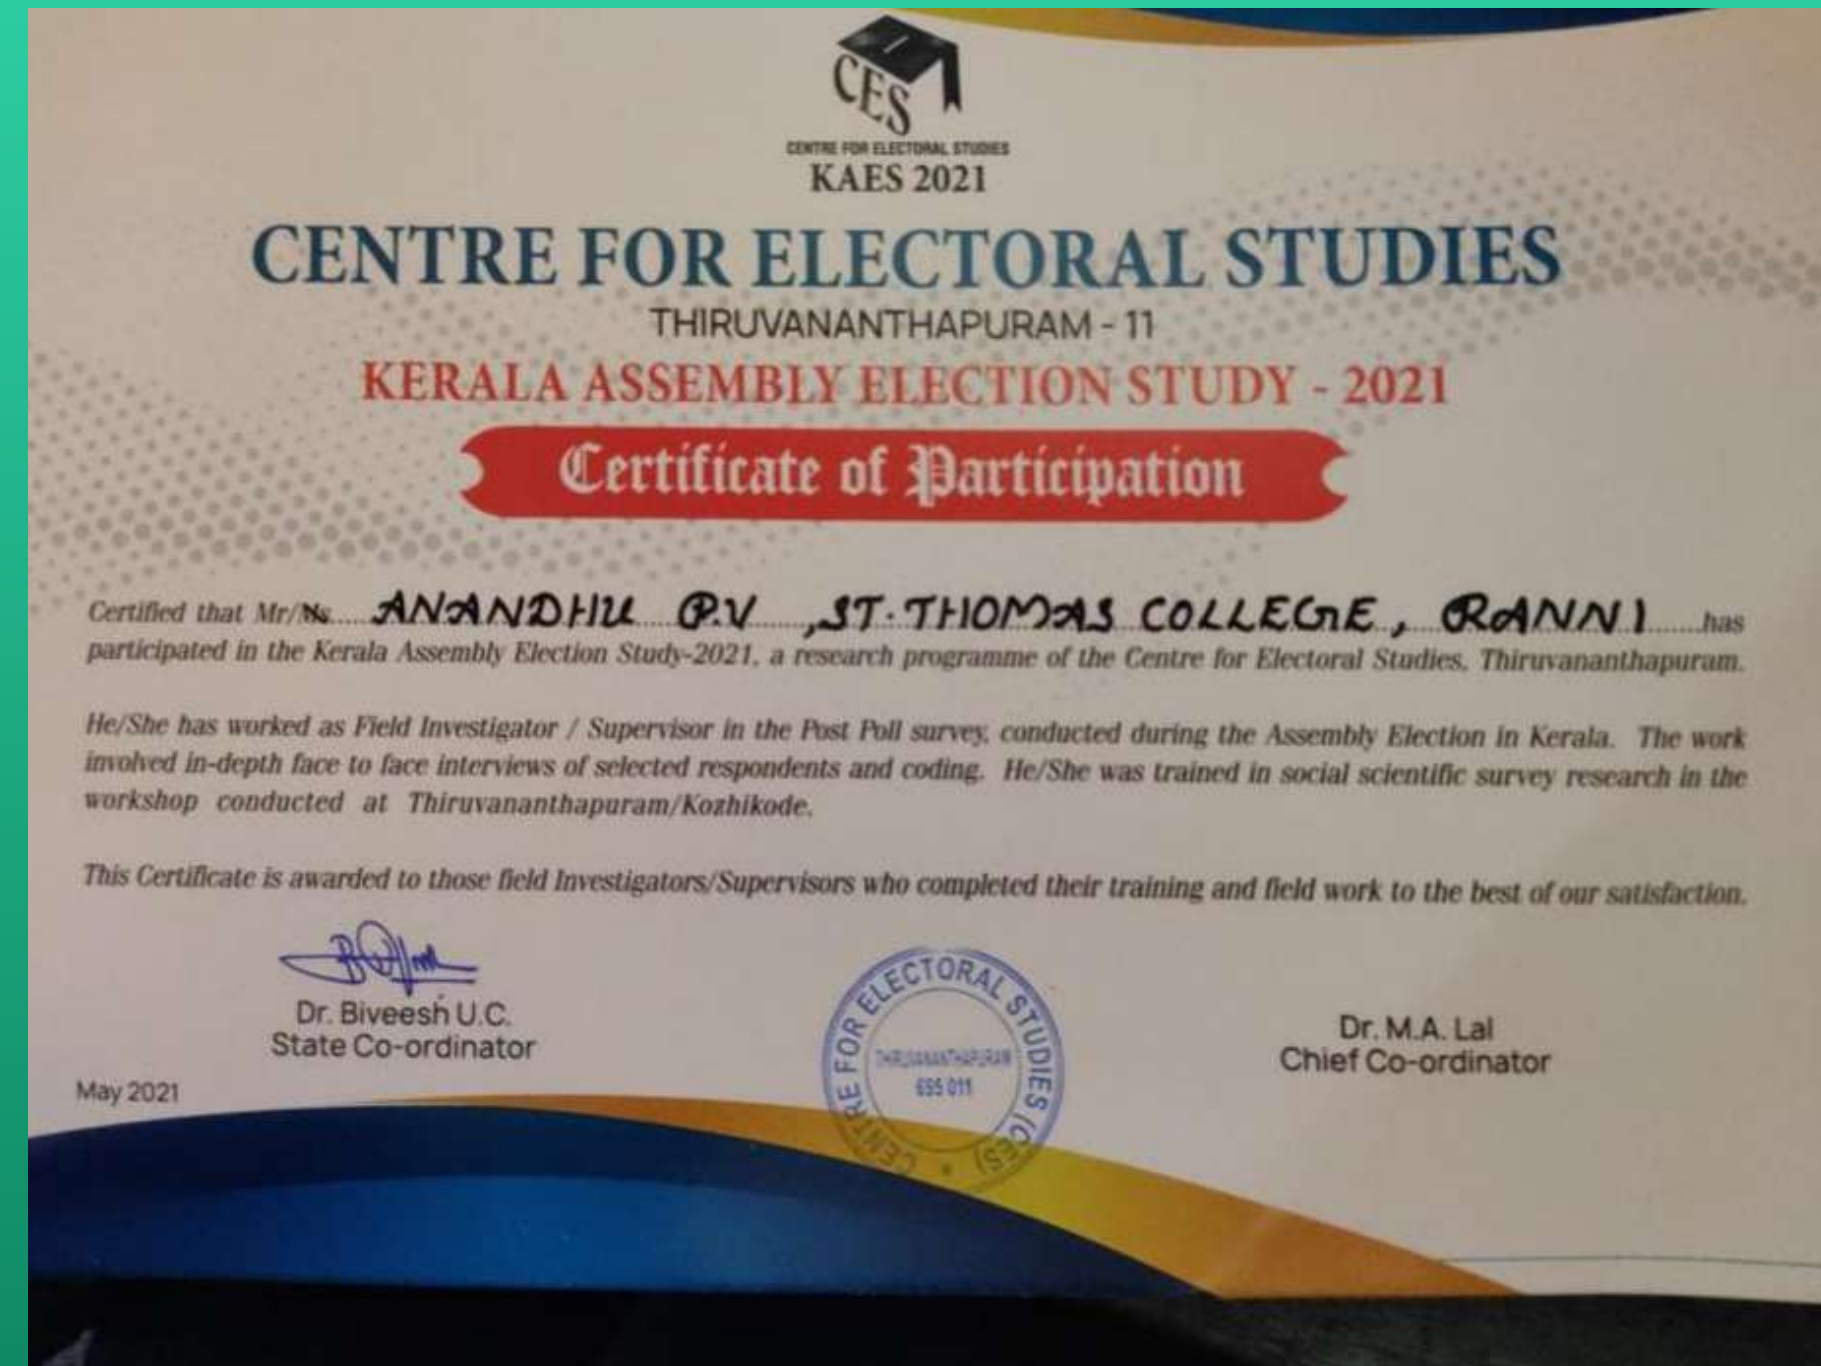 CES
CENTRE FOR ELECTORAL STUDIES
KAES 2021
CENTRE FOR ELECTORAL STUDIES
THIRUVANANTHAPURAM - 11
KERALA ASSEMBLY ELECTION STUDY - 2021
Certificate of Participation
Certified that Mr/Ms..... ANANDHU P.V ,ST. THOMAS COLLEGE, RANNI ......has
participated in the Kerala Assembly Election Study-2021, a research programme of the Centre for Electoral Studies, Thiruvananthapuram.
He/She has worked as Field Investigator / Supervisor in the Post Poll survey, conducted during the Assembly Election in Kerala. The work
involved in-depth face to face interviews of selected respondents and coding. He/She was trained in social scientific survey research in the
workshop conducted at Thiruvananthapuram/Kozhikode.
This Certificate is awarded to those field Investigators/Supervisors who completed their training and field work to the best of our satisfaction.
Dr. Biveesh U.C.
State Co-ordinator
May 2021
CENTRE FOR ELECTORAL STUDIES (CES) *
THIRUVANANTHAPURAM
695 011
Dr. M.A. Lal
Chief Co-ordinator